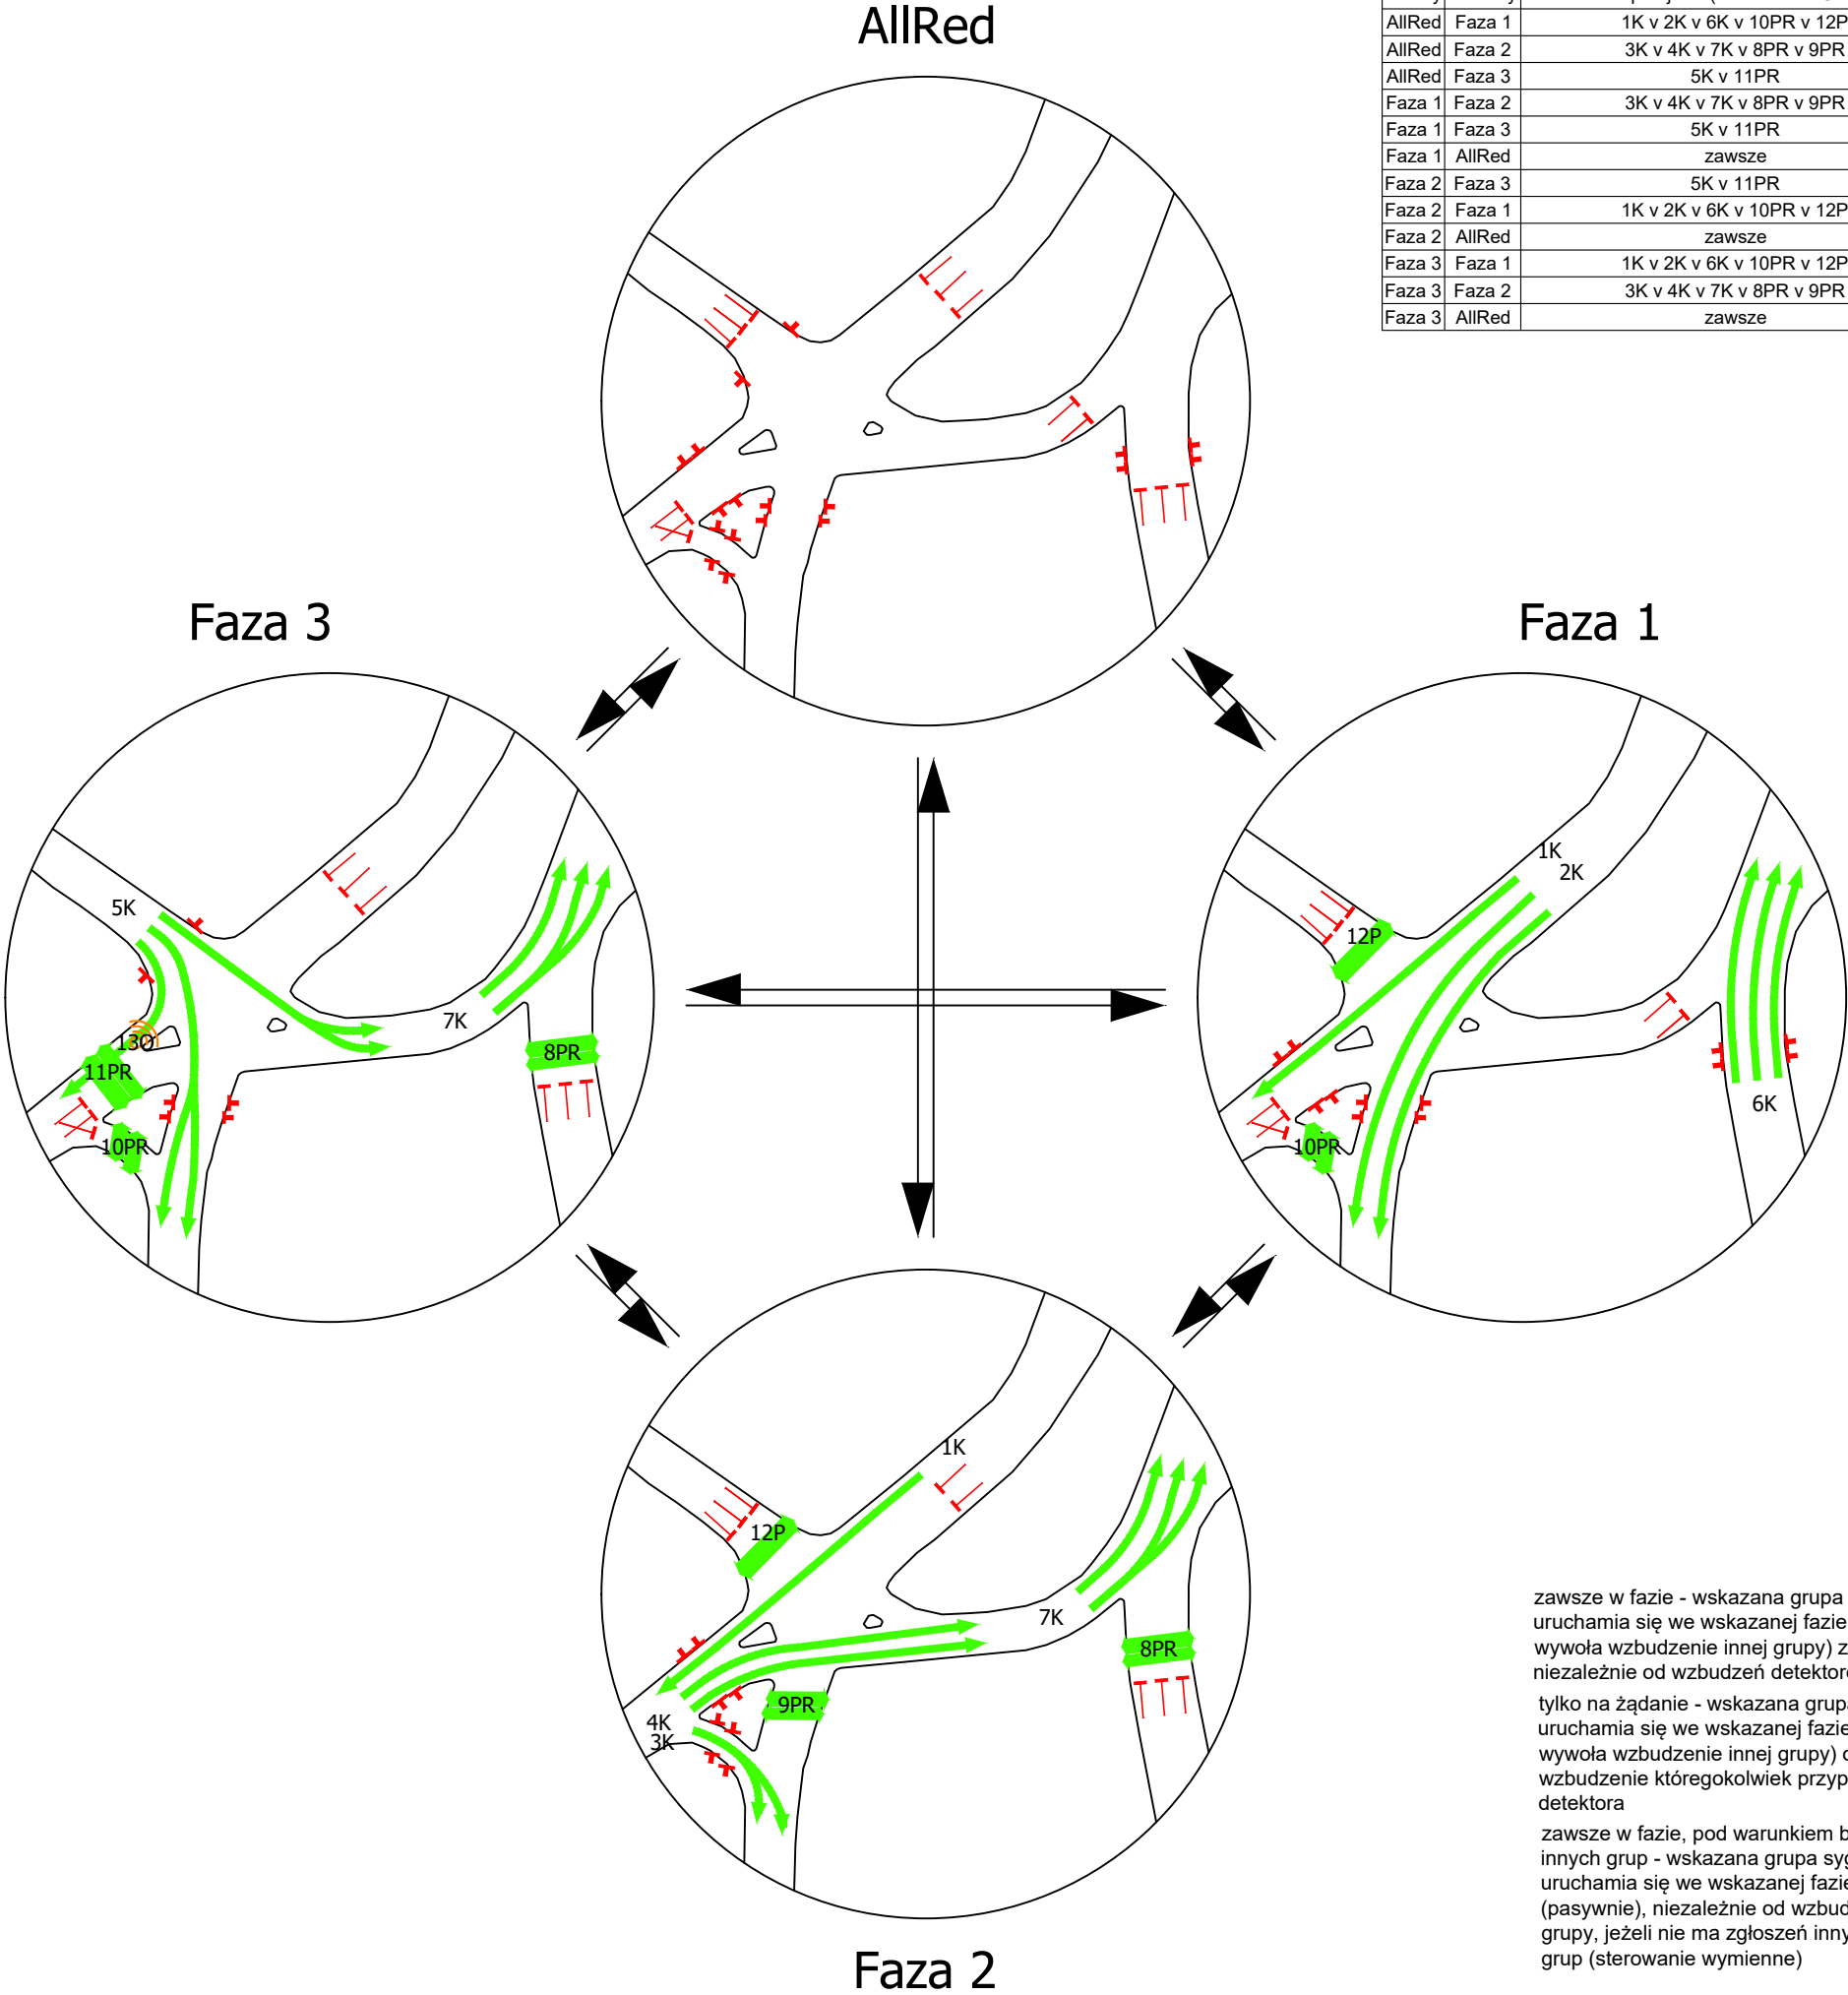 AllRed
AllRed Faza 1 1K v 2K v 6K v 10PR v 12P
AllRed Faza 2 3K v 4K v 7K v 8PR v 9PR
AllRed Faza 3 5K v 11PR
Faza 1 Faza 2 3K v 4K v 7K v 8PR v 9PR
Faza 1 Faza 3 5K v 11PR
Faza 1 AllRed zawsze
Faza 2 Faza 3 5K v 11PR
Faza 2 Faza 1 1K v 2K v 6K v 10PR v 12P
Faza 2 AllRed zawsze
Faza 3 Faza 1 1K v 2K v 6K v 10PR v 12P
Faza 3 Faza 2 3K v 4K v 7K v 8PR v 9PR
Faza 3 AllRed zawsze
Faza 3
5K
7K
13O
8PR
11PR
10PR
Faza 1
1K
2K
12P
6K
10PR
1K
12P
7K
8PR
9PR
4K
3K
Faza 2
zawsze w fazie - wskazana grupa
uruchamia się we wskazanej fazie
wywoła wzbudzenie innej grupy) z
niezależnie od wzbudzeń
tylko na żądanie - wskazana
uruchamia się we wskazanej fazie
wywoła wzbudzenie innej grupy)
wzbudzenie któregokolwiek
detektora
zawsze w fazie, pod warunkiem
innych grup - wskazana grupa
uruchamia się we wskazanej
(pasywnie), niezależnie od
grupy, jeżeli nie ma zgłoszeń
grup (sterowanie wymienne)